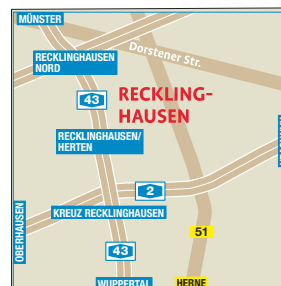 MÜNSTER
Dorstener Str.
RECKLINGHAUSEN
NORD
43
RECKLING-
HAUSEN
RECKLINGHAUSEN/
HERTEN
2
KREUZ RECKLINGHAUSEN
OBERHAUSEN
51
43
WUPPERTAL
HERNE